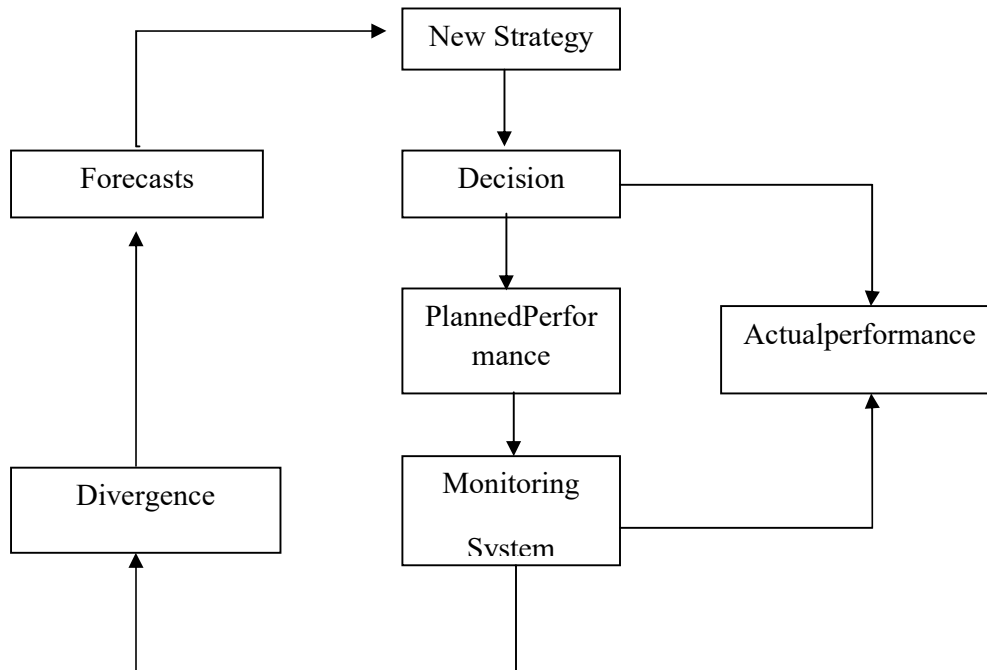 New Strategy
Forecasts
Decision
PlannedPerfor
mance
Actualperformance
Divergence
Monitoring
System